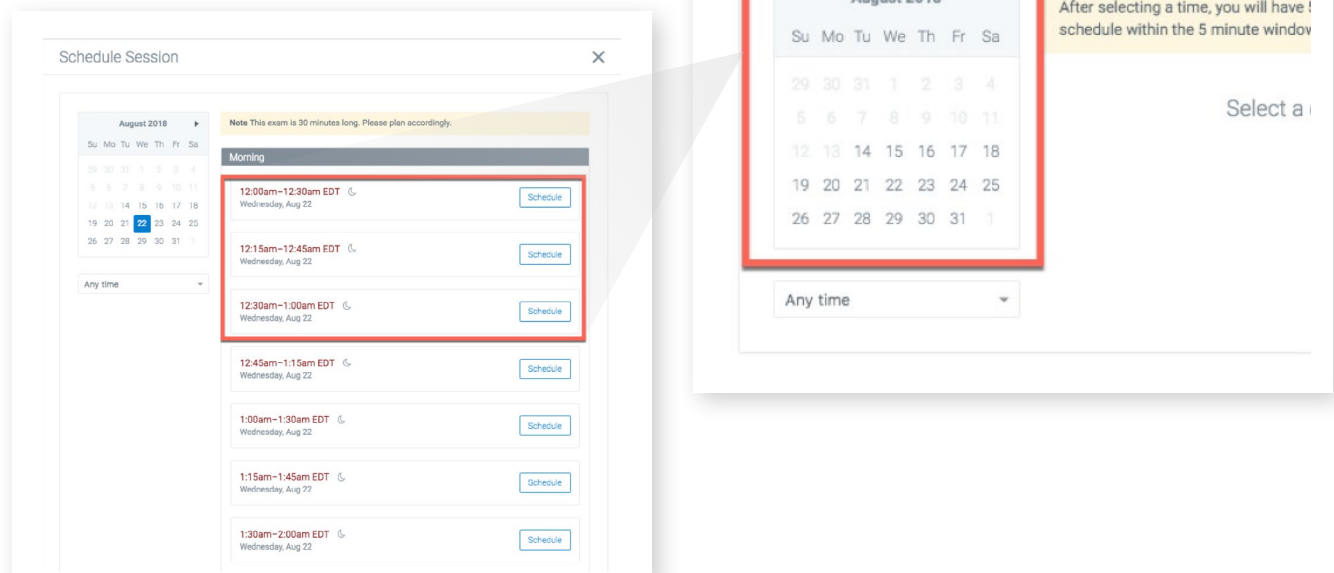 Schedule Session
August 2018
Su Mo Tu We Th Fr Sa
29 30 31 1 2 3 4
5 6 7 8 9 10 11
12 13 14 15 16 17 18
19 20 21 22 23 24 25
26 27 28 29 30 31 1
Any time
Note This exam is 30 minutes long. Please plan accordingly.
Morning
12:00am–12:30am EDT
Wednesday, Aug 22
Schedule
12:15am–12:45am EDT
Wednesday, Aug 22
Schedule
12:30am–1:00am EDT
Wednesday, Aug 22
Schedule
12:45am–1:15am EDT
Wednesday, Aug 22
Schedule
1:00am–1:30am EDT
Wednesday, Aug 22
Schedule
1:15am–1:45am EDT
Wednesday, Aug 22
Schedule
1:30am–2:00am EDT
Wednesday, Aug 22
Schedule
August 2018
Su Mo Tu We Th Fr Sa
29 30 31 1 2 3 4
5 6 7 8 9 10 11
12 13 14 15 16 17 18
19 20 21 22 23 24 25
26 27 28 29 30 31 1
Any time
After selecting a time, you will have
schedule within the 5 minute window
Select a